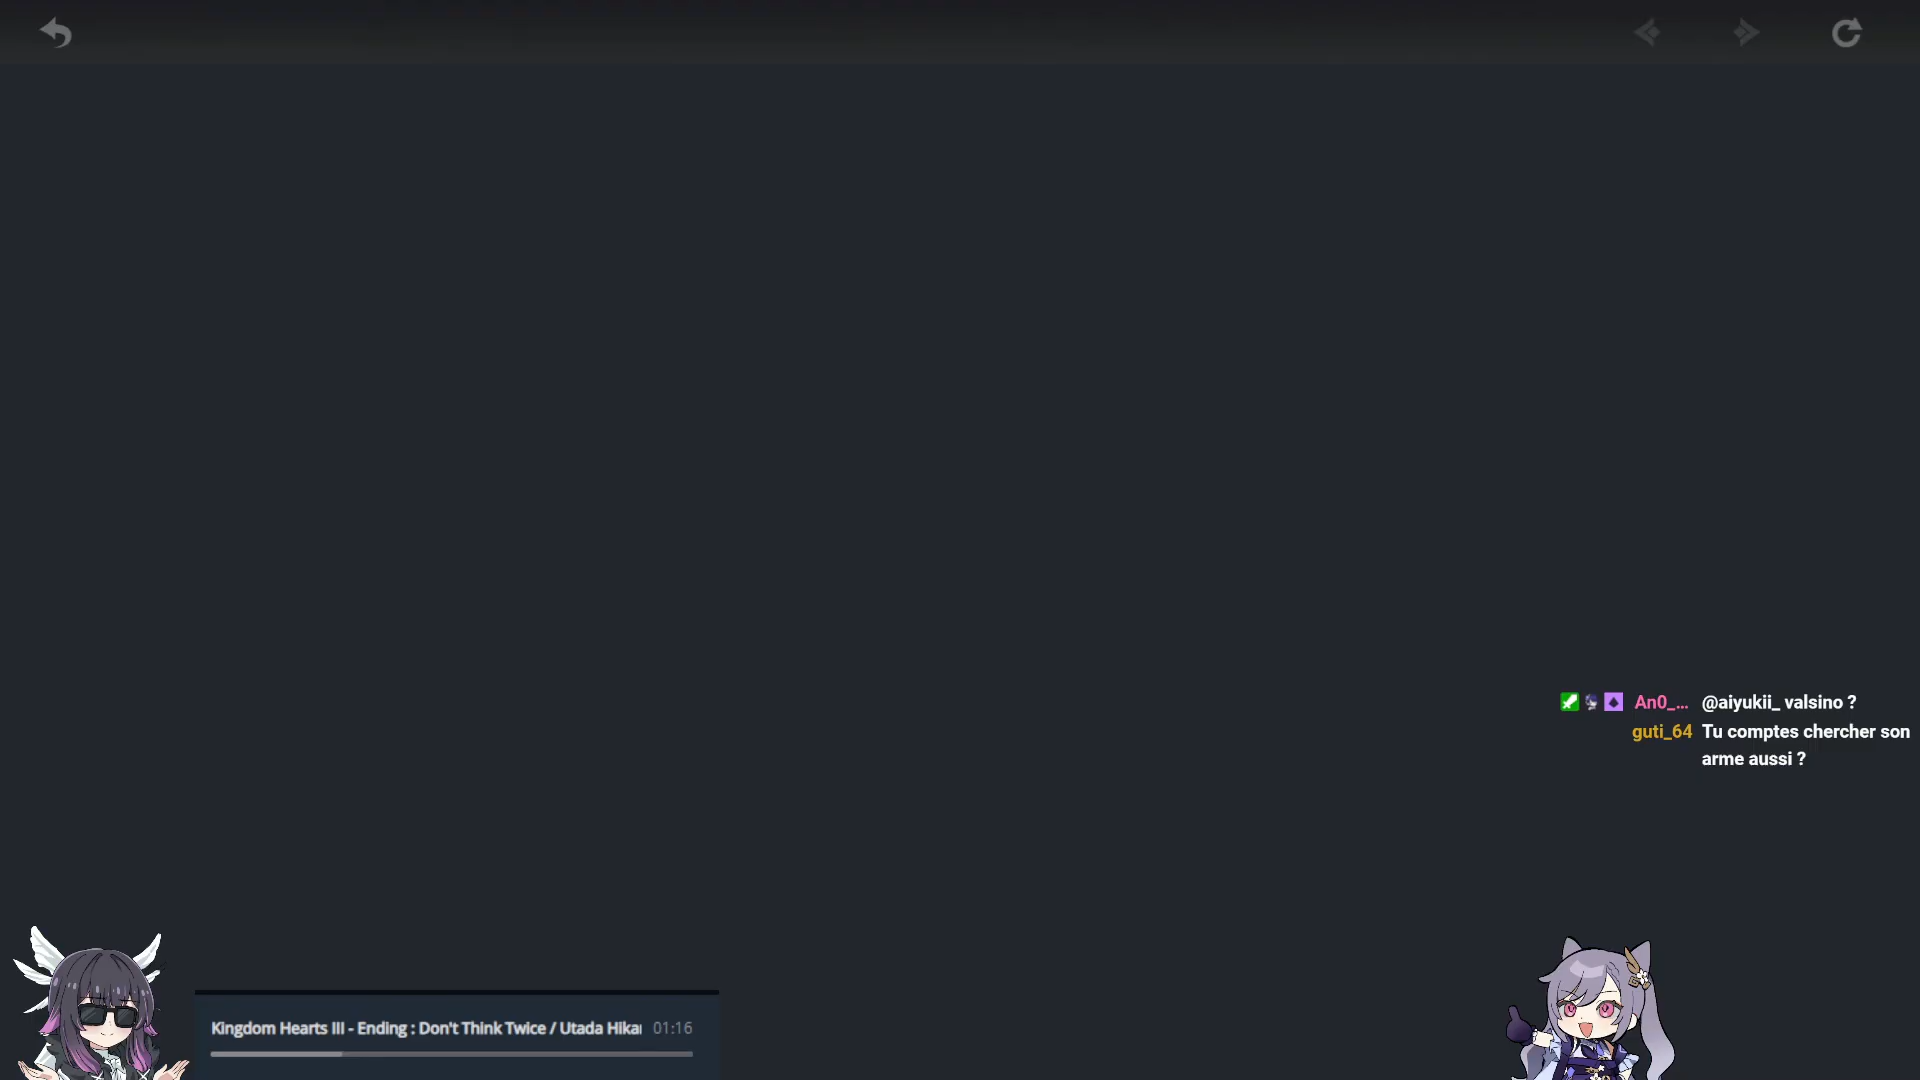 An0_... @aiyukii_ valsino ?
guti_64 Tu comptes chercher son
arme aussi ?
Kingdom Hearts III - Ending : Don't Think Twice / Utada Hika 01:16